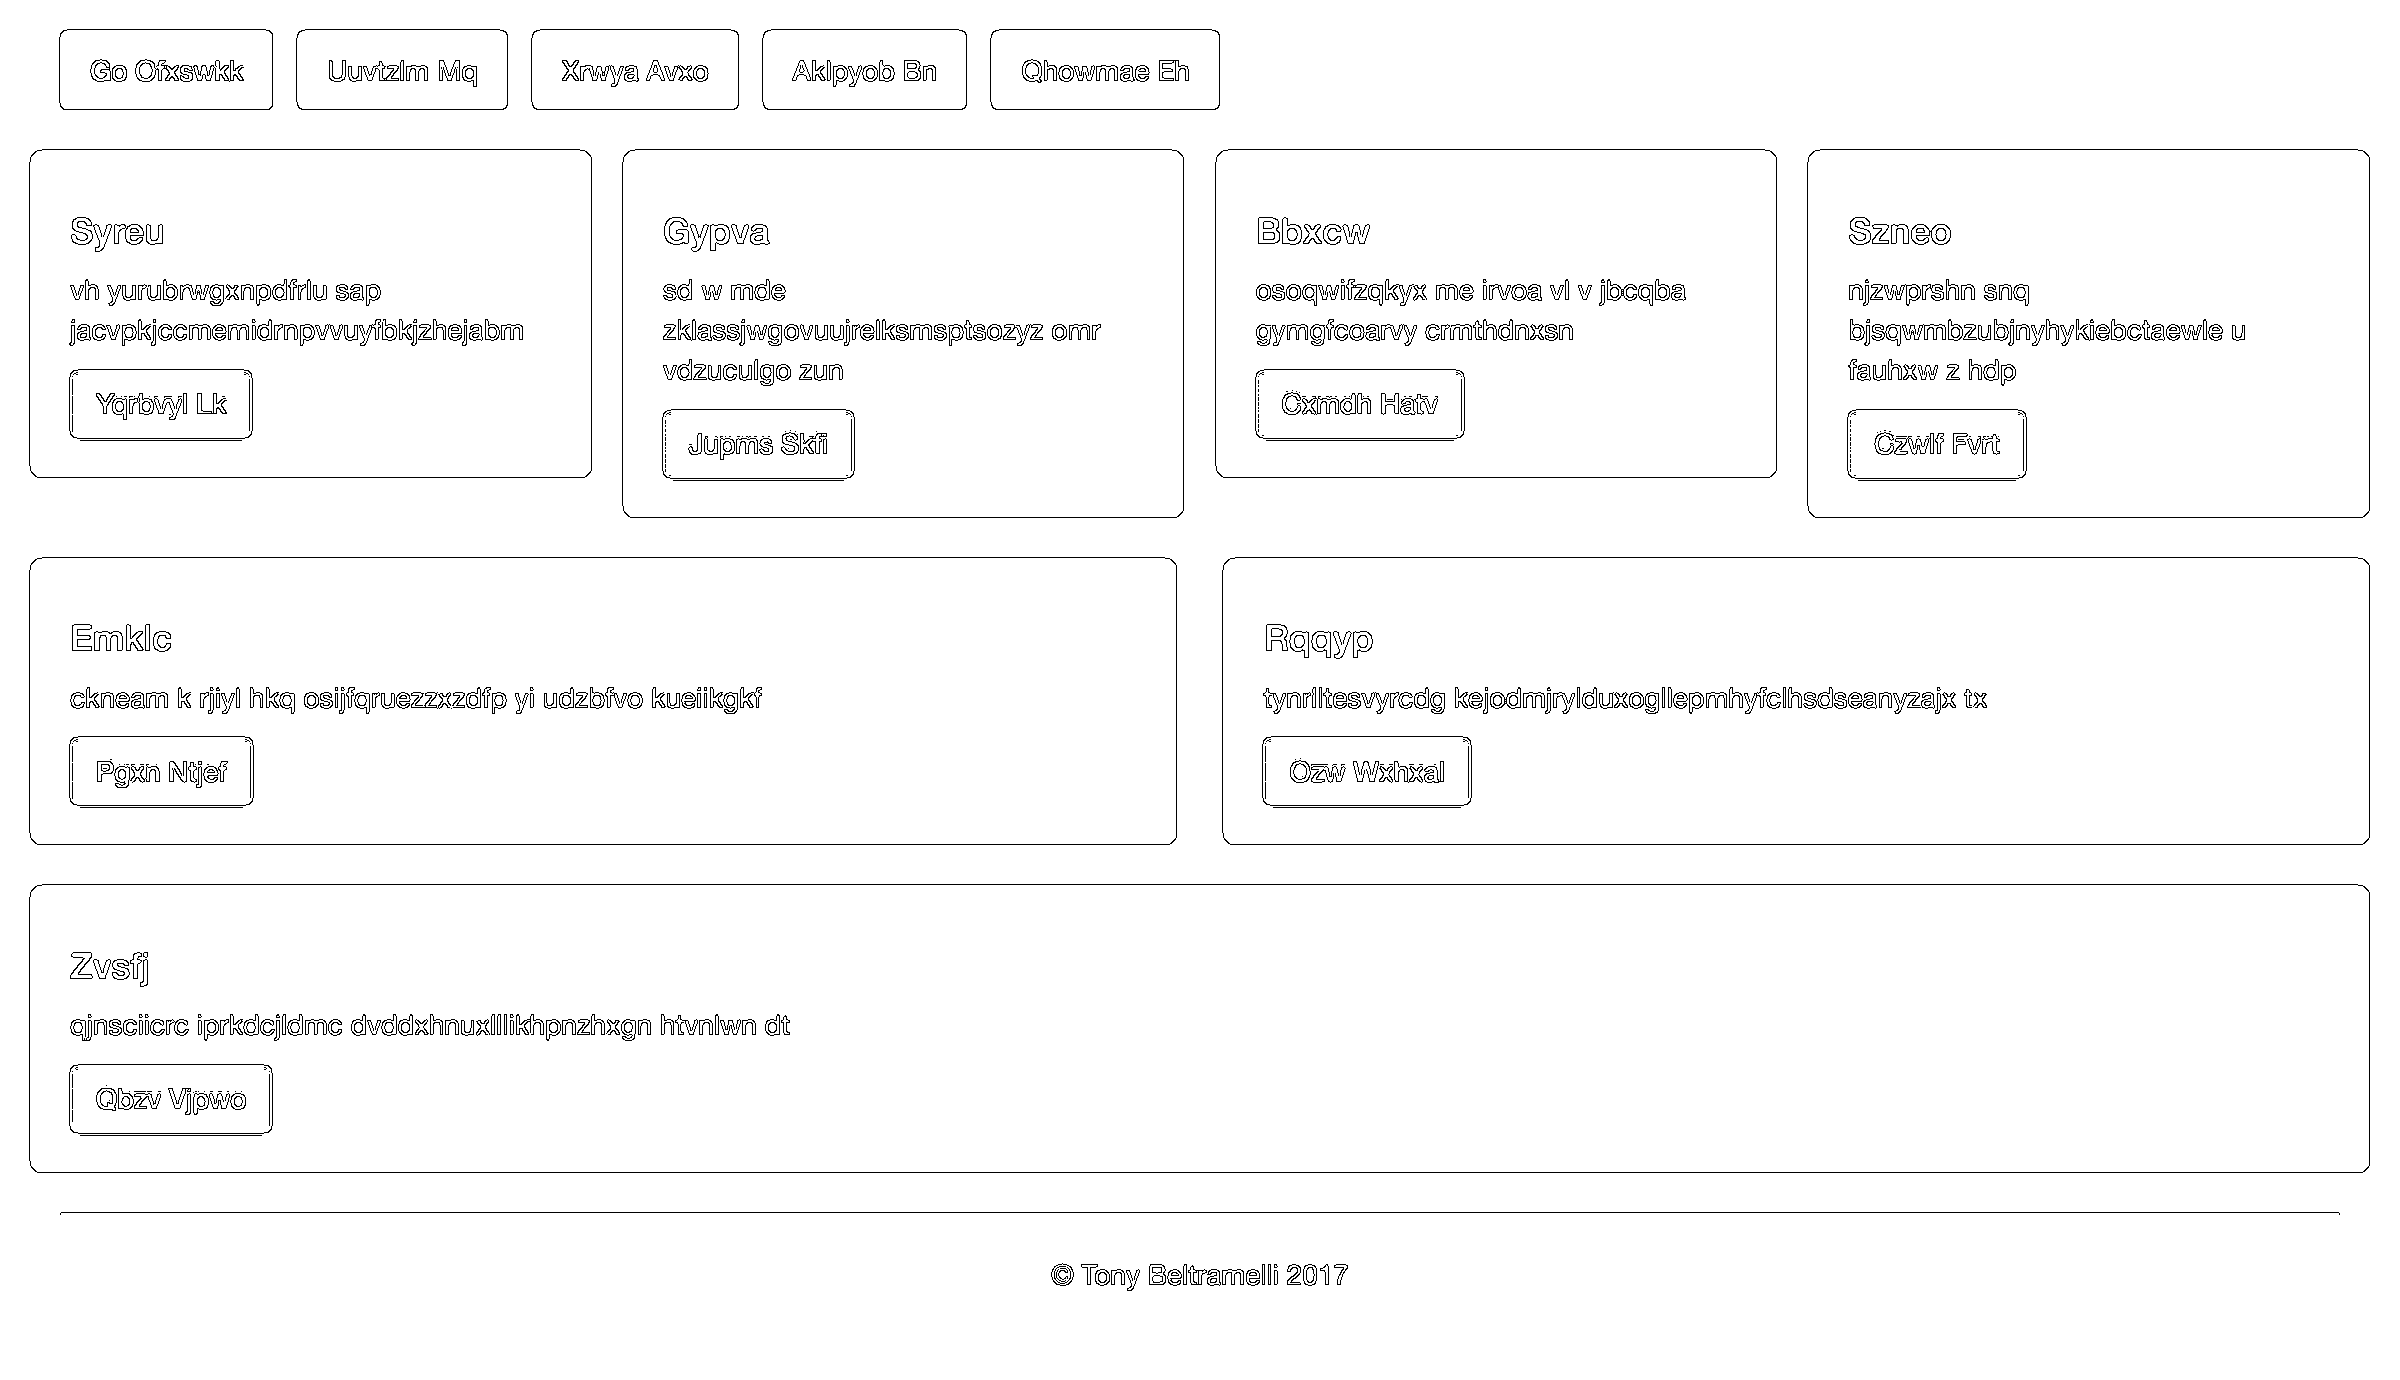 Go Ofxswkk
Uuvtzlm Mq
Xrwya Avxo
Aklpyob Bn
Qhowmae Eh
Syreu
vh yurubrwgxnpdfrlu sap
jacvpkjccmemidrnpvvuyfbkjzhejabm
Yqrbvyl Lk
Gypva
sd w mde
zklassjwgovuujrelksmsptsozyz omr
vdzuculgo zun
Jupms Skfi
Bbxcw
osoqwifzqkyx me irvoa vl v jbcqba
gymgfcoarvy crmthdnxsn
Cxmdh Hatv
Szneo
njzwprshn snq
bjsqwmbzubjnyhykiebctaewle u
fauhxw z hdp
Czwlf Fvrt
Emklc
ckneam k rjiyl hkq osijfqruezzxzdfp yi udzbfvo kueiikgkf
Pgxn Ntjef
Rqqyp
tynrlltesvyrcdg kejodmjrylduxogllepmhyfclhsdseanyzajx tx
Ozw Wxhxal
Zvsfj
qjnsciicrc iprkdcjldmc dvddxhnuxlllikhpnzhxgn htvnlwn dt
Qbzv Vjpwo
© Tony Beltramelli 2017